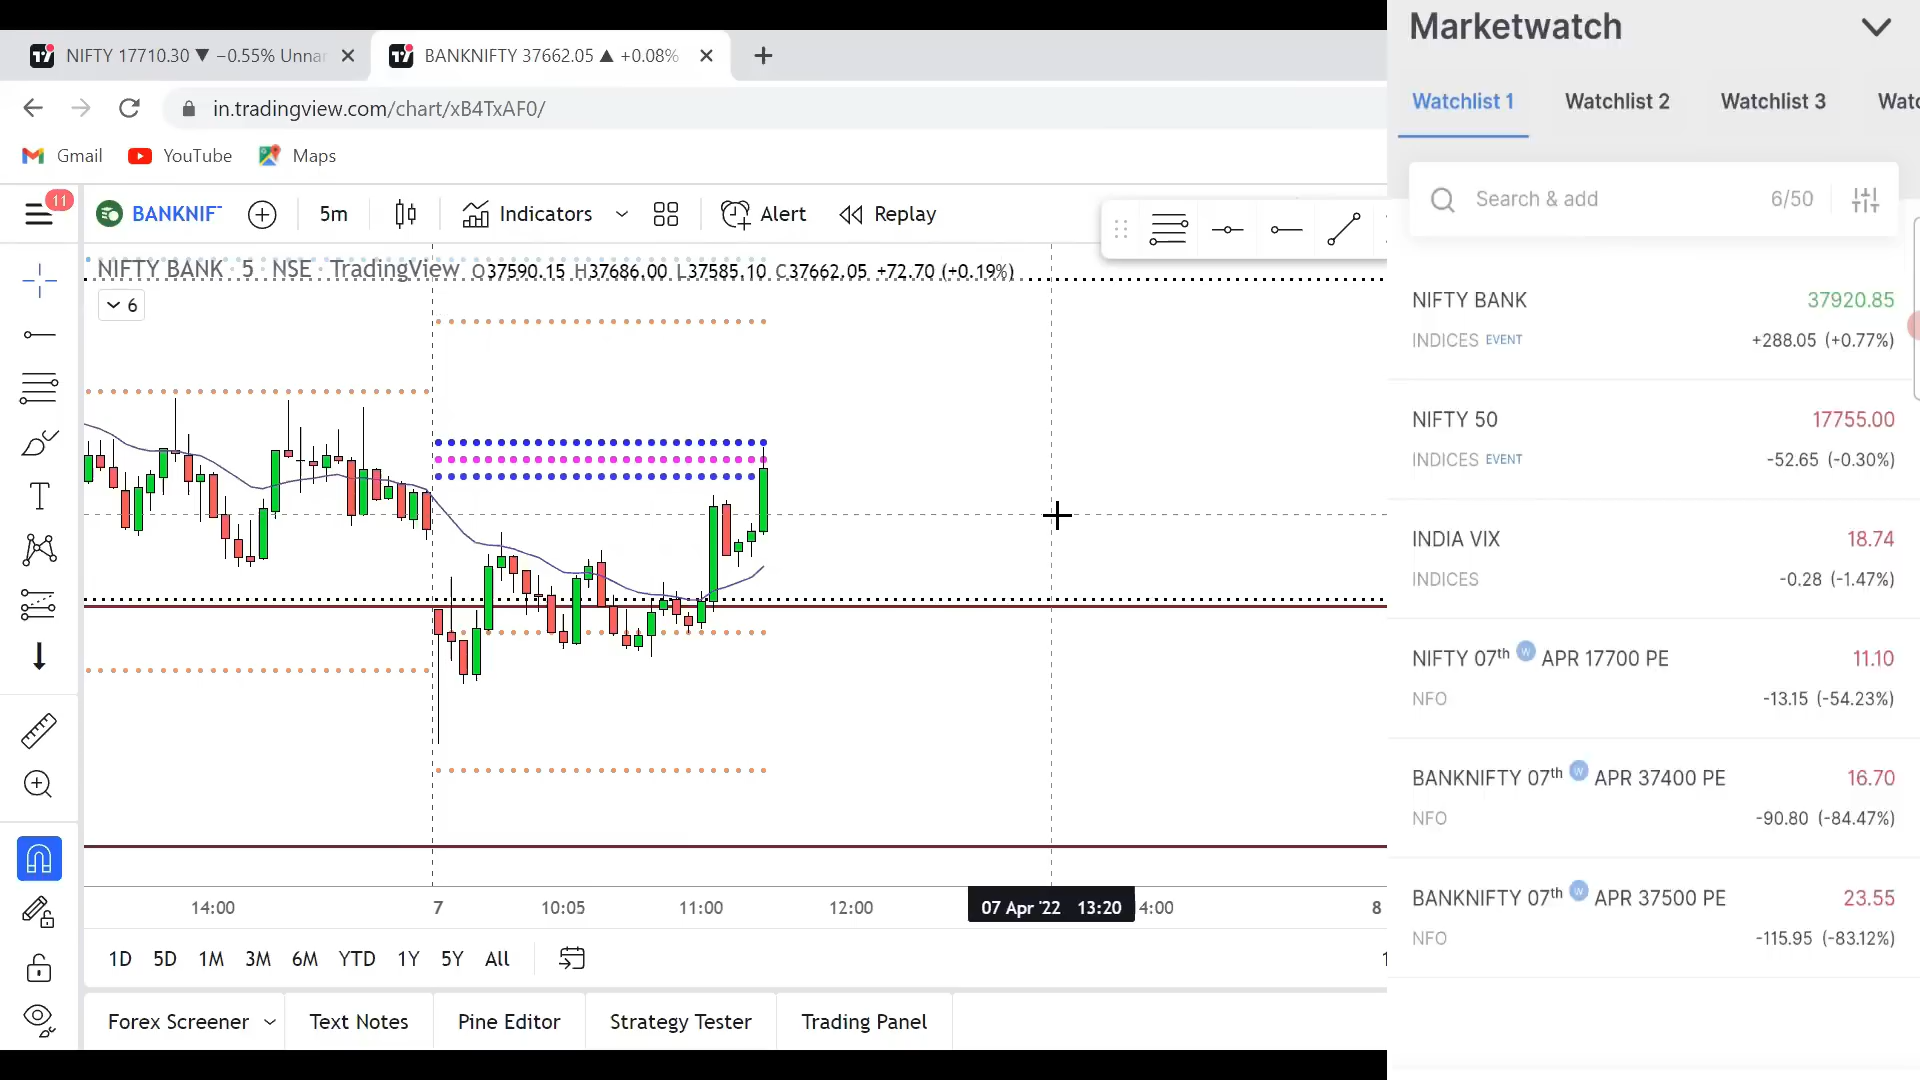 NIFTY 17710.30 ▼ −0.55% Unnar
BANKNIFTY 37662.05 ▲ +0.08%
in.tradingview.com/chart/xB4TxAF0/
Gmail YouTube Maps
11
BANKNIF
5m
Indicators
Alert
Replay
NIFTY BANK · 5 · NSE · TradingView O37590.15 H37686.00 L37585.10 C37662.05 +72.70 (+0.19%)
6
14:00 7 10:05 11:00 12:00 07 Apr '22 13:20 4:00 8
1D 5D 1M 3M 6M YTD 1Y 5Y All
Forex Screener Text Notes Pine Editor Strategy Tester Trading Panel
Marketwatch
Watchlist 1 Watchlist 2 Watchlist 3 Watc
Search & add 6/50
NIFTY BANK 37920.85
INDICES EVENT +288.05 (+0.77%)
NIFTY 50 17755.00
INDICES EVENT -52.65 (-0.30%)
INDIA VIX 18.74
INDICES -0.28 (-1.47%)
NIFTY 07th W APR 17700 PE 11.10
NFO -13.15 (-54.23%)
BANKNIFTY 07th W APR 37400 PE 16.70
NFO -90.80 (-84.47%)
BANKNIFTY 07th W APR 37500 PE 23.55
NFO -115.95 (-83.12%)